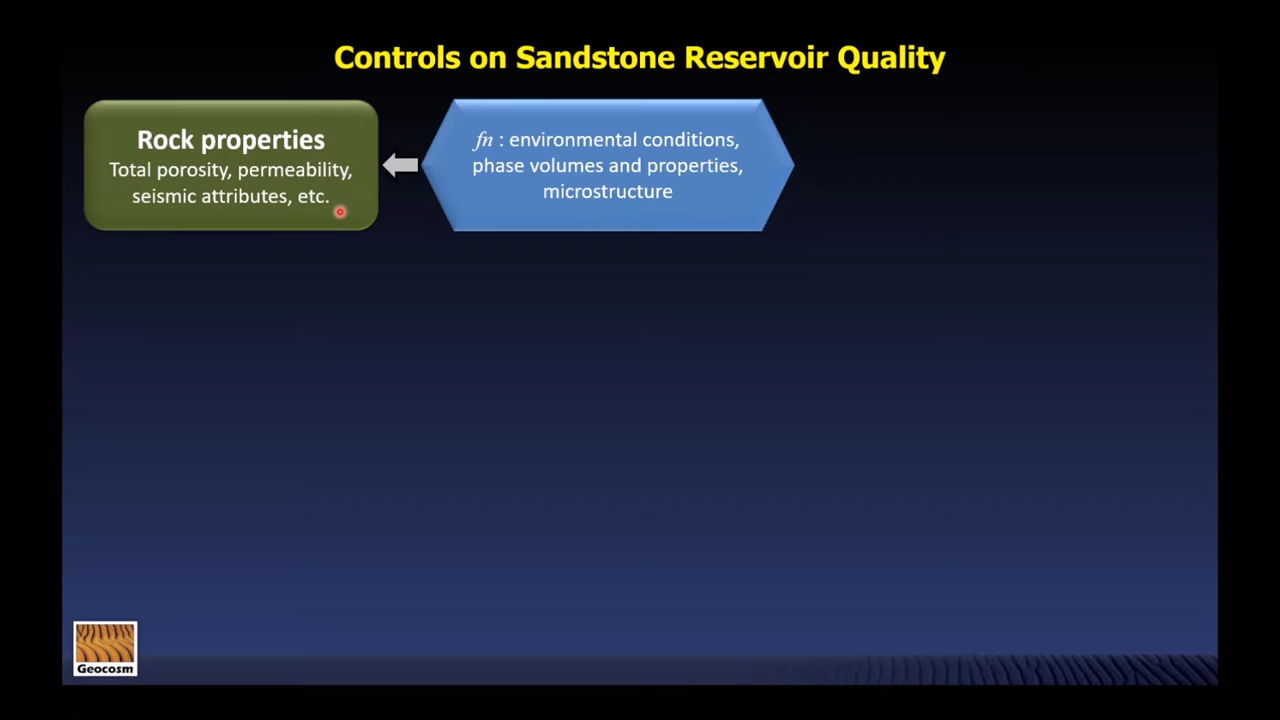 Controls on Sandstone Reservoir Quality
Rock properties
Total porosity, permeability,
seismic attributes, etc.
fn : environmental conditions,
phase volumes and properties,
microstructure
Geocosm